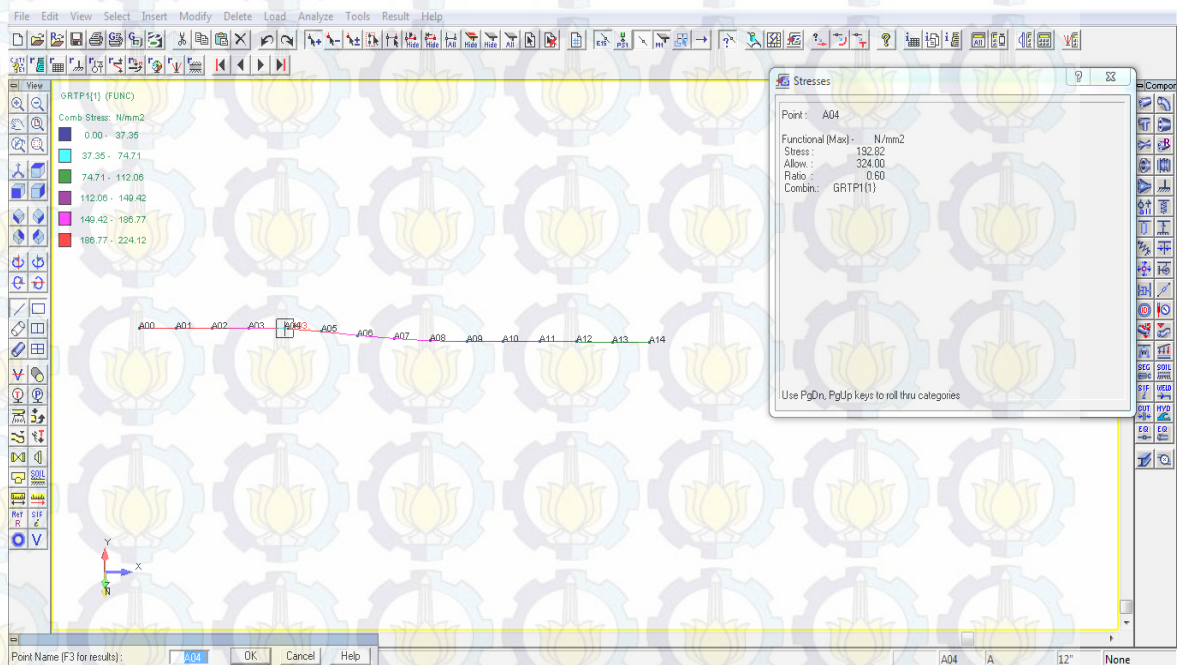 File Edit View Select Insert Modify Delete Load Analyze Tools Result Help
View
GRTP1{1} (FUNC)
Comb Stress: N/mm2
0.00 - 37.35
37.35 - 74.71
74.71 - 112.06
112.06 - 149.42
149.42 - 186.77
186.77 - 224.12
Stresses
Point : A04
Functional (Max) - N/mm2
Stress : 192.82
Allow. : 324.00
Ratio : 0.60
Combin.: GRTP1{1}
Use PgDn, PgUp keys to roll thru categories
Compor
A00 A01 A02 A03 A04 A05 A06 A07 A08 A09 A10 A11 A12 A13 A14
Y
X
Point Name (F3 for results) : A04 OK Cancel Help
A04 A 12" None